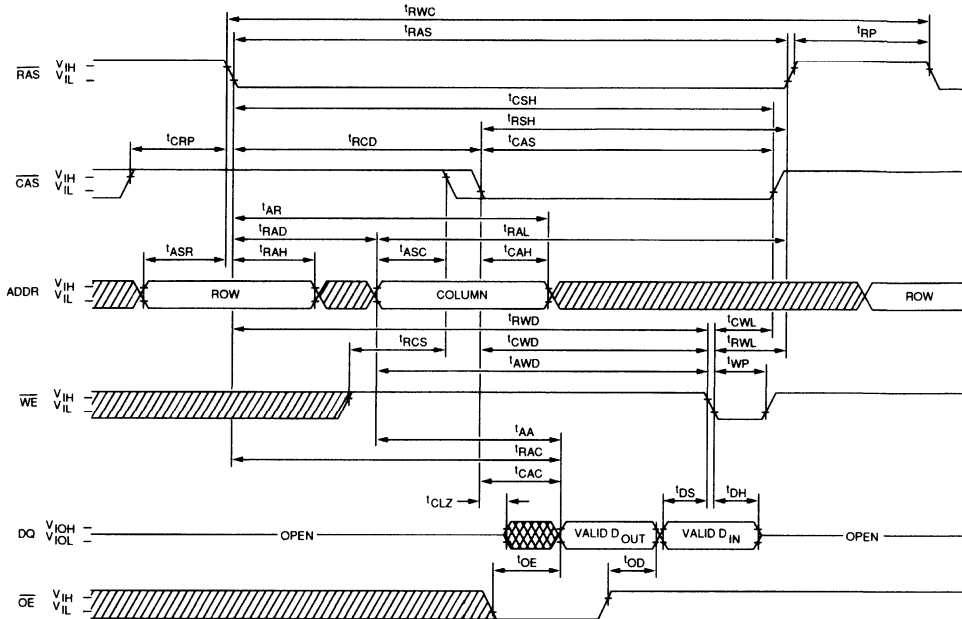 tRWC
tRAS
tRP
RAS VIH
VIL
tCSH
tRSH
tCRP
tRCD
tCAS
CAS VIH
VIL
tAR
tRAD
tRAL
tASR
tRAH
tASC
tCAH
ADDR VIH
VIL
ROW
COLUMN
ROW
tRWD
tCWL
tRCS
tCWD
tRWL
tAWD
tWP
WE VIH
VIL
tAA
tRAC
tCAC
tCLZ
tDS
tDH
DQ VIOH
VIOL
OPEN
VALID DOUT
VALID DIN
OPEN
tOE
tOD
OE VIH
VIL